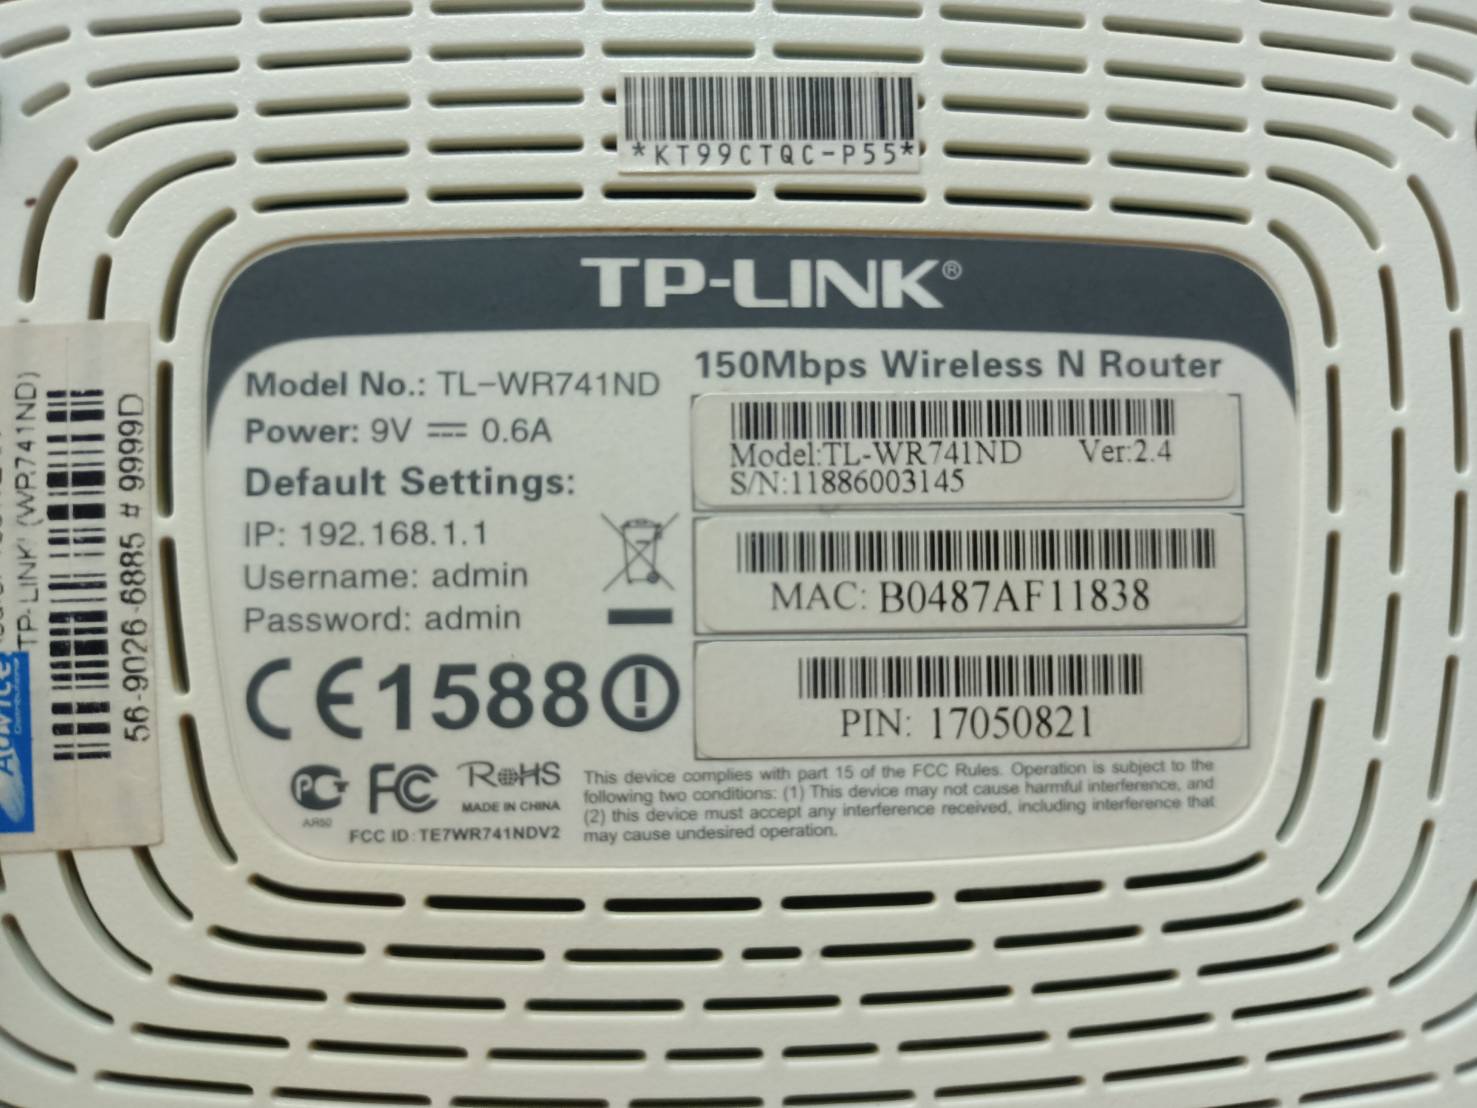 *KT99CTQC-P55*
TP-LINK®
150Mbps Wireless N Router
Model No.: TL-WR741ND
Power: 9V ⎓ 0.6A
Default Settings:
IP: 192.168.1.1
Username: admin
Password: admin
Model:TL-WR741ND Ver:2.4
S/N:11886003145
MAC: B0487AF11838
PIN: 17050821
CE1588
PCT
AR50
FC
RoHS
MADE IN CHINA
FCC ID: TE7WR741NDV2
This device complies with part 15 of the FCC Rules. Operation is subject to the
following two conditions: (1) This device may not cause harmful interference, and
(2) this device must accept any interference received, including interference that
may cause undesired operation.
TP-LINK' (WR741ND)
56-9026-6885 # 9999D